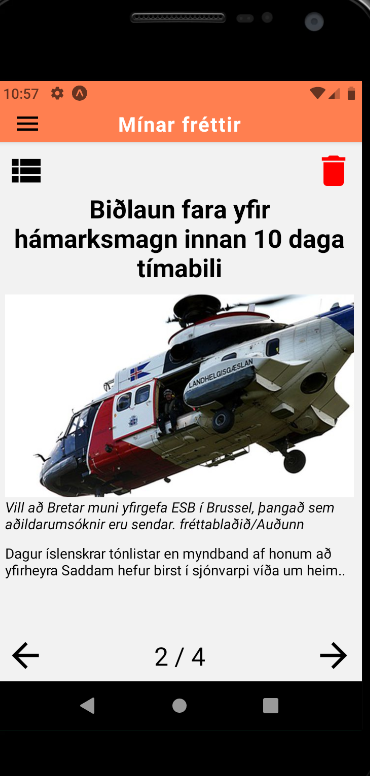 10:57
Mínar fréttir
Biðlaun fara yfir
hámarksmagn innan 10 daga
tímabili
LANDHELGISGÆSLAN
Vill að Bretar muni yfirgefa ESB í Brussel, þangað sem
aðildarumsóknir eru sendar. fréttablaðið/Auðunn
Dagur íslenskrar tónlistar en myndband af honum að
yfirheyra Saddam hefur birst í sjónvarpi víða um heim..
2 / 4